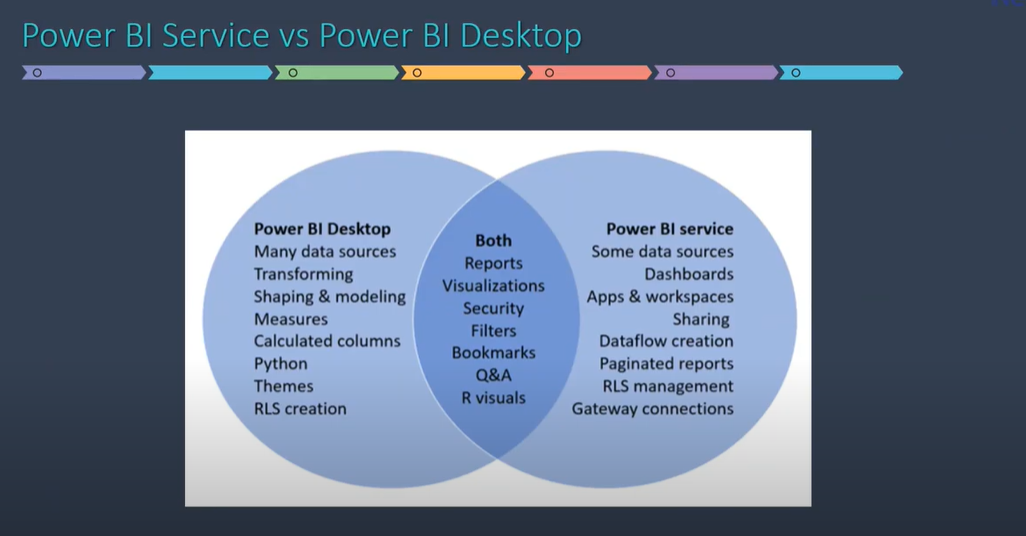 Power BI Service vs Power BI Desktop
Power BI Desktop
Many data sources
Transforming
Shaping & modeling
Measures
Calculated columns
Python
Themes
RLS creation
Both
Reports
Visualizations
Security
Filters
Bookmarks
Q&A
R visuals
Power BI service
Some data sources
Dashboards
Apps & workspaces
Sharing
Dataflow creation
Paginated reports
RLS management
Gateway connections